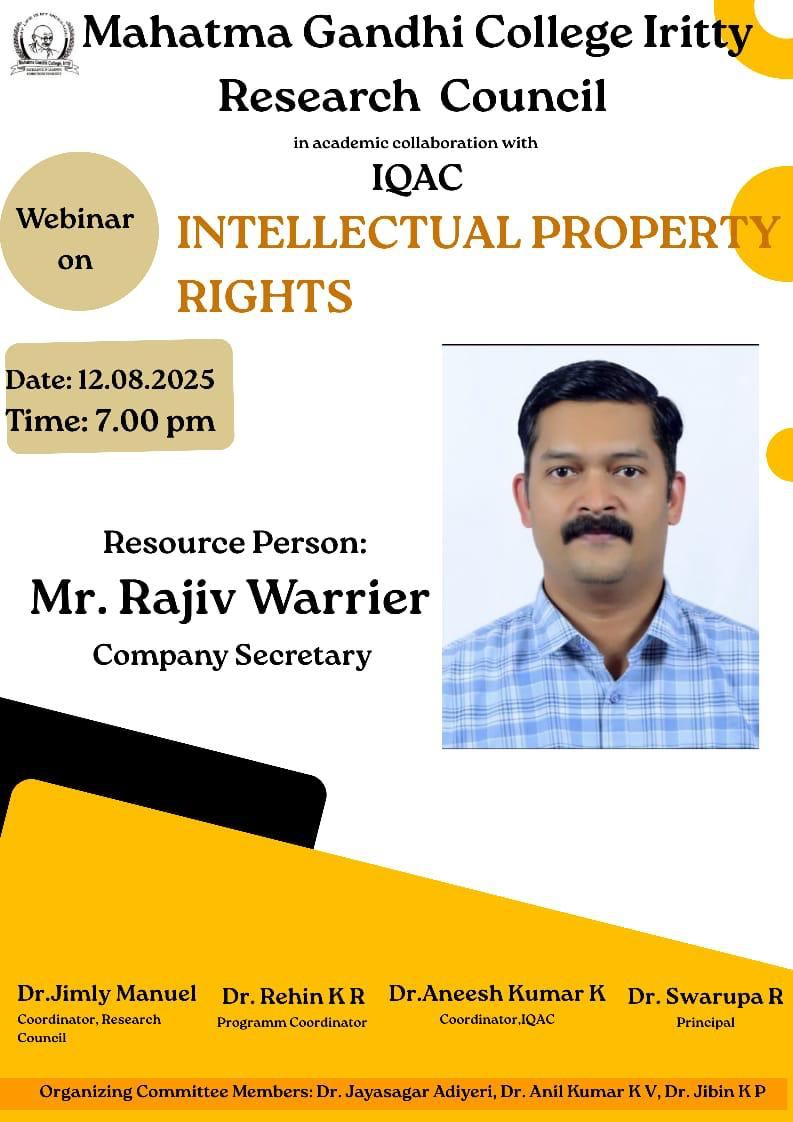 Mahatma Gandhi College Iritty
Research Council
in academic collaboration with
IQAC
Webinar
on
INTELLECTUAL PROPERTY
RIGHTS
Date: 12.08.2025
Time: 7.00 pm
Resource Person:
Mr. Rajiv Warrier
Company Secretary
Dr.Jimly Manuel
Coordinator, Research
Council
Dr. Rehin K R
Programm Coordinator
Dr.Aneesh Kumar K
Coordinator,IQAC
Dr. Swarupa R
Principal
Organizing Committee Members: Dr. Jayasagar Adiyeri, Dr. Anil Kumar K V, Dr. Jibin K P